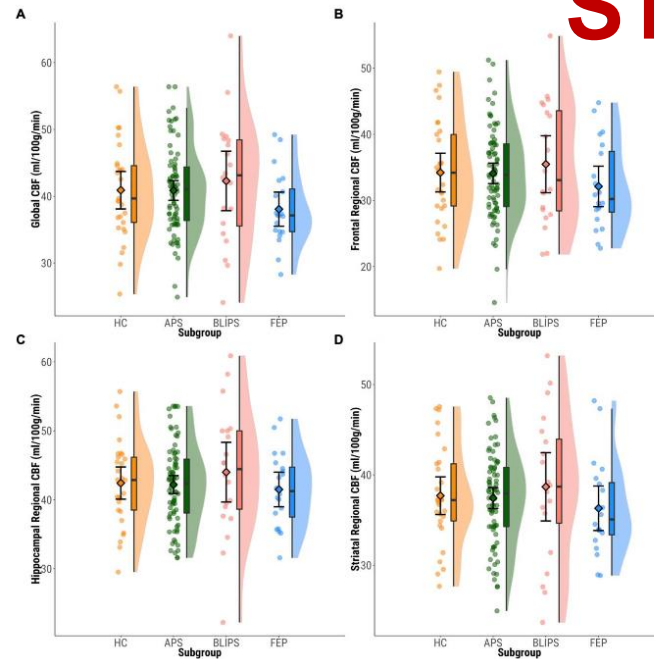 A
Global CBF (ml/100g/min)
60
50
40
30
HC APS BLIPS FEP
Subgroup
B
Frontal Regional CBF (ml/100g/min)
50
40
30
20
HC APS BLIPS FEP
Subgroup
C
Hippocampal Regional CBF (ml/100g/min)
60
50
40
30
HC APS BLIPS FEP
Subgroup
D
Striatal Regional CBF (ml/100g/min)
50
40
30
HC APS BLIPS FEP
Subgroup